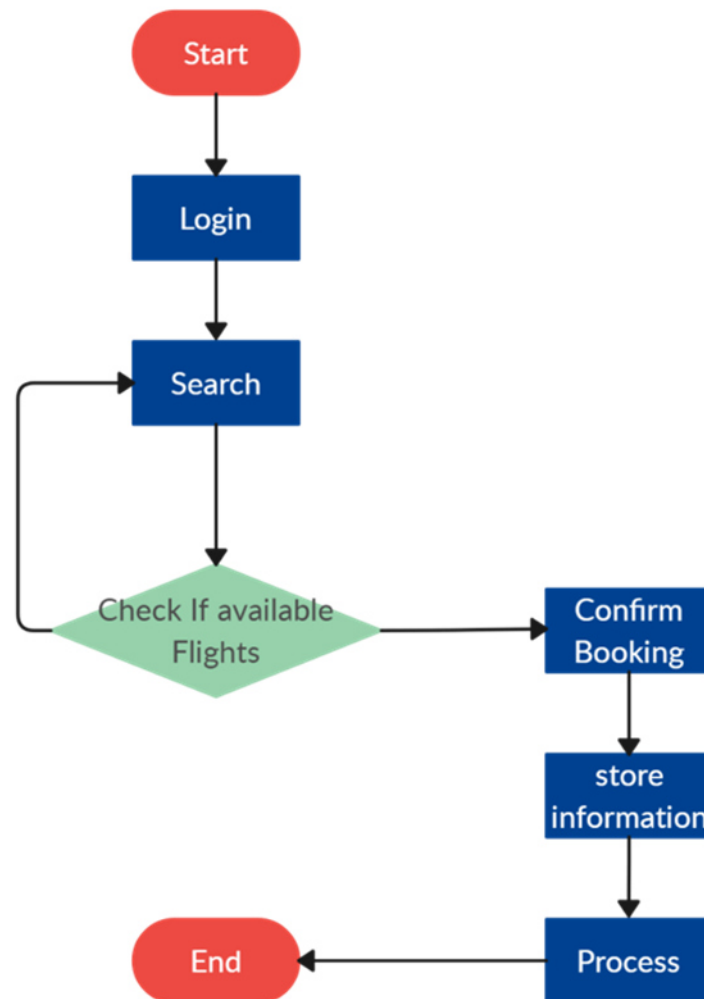 Start
Login
Search
Check If available
Flights
Confirm
Booking
store
information
Process
End